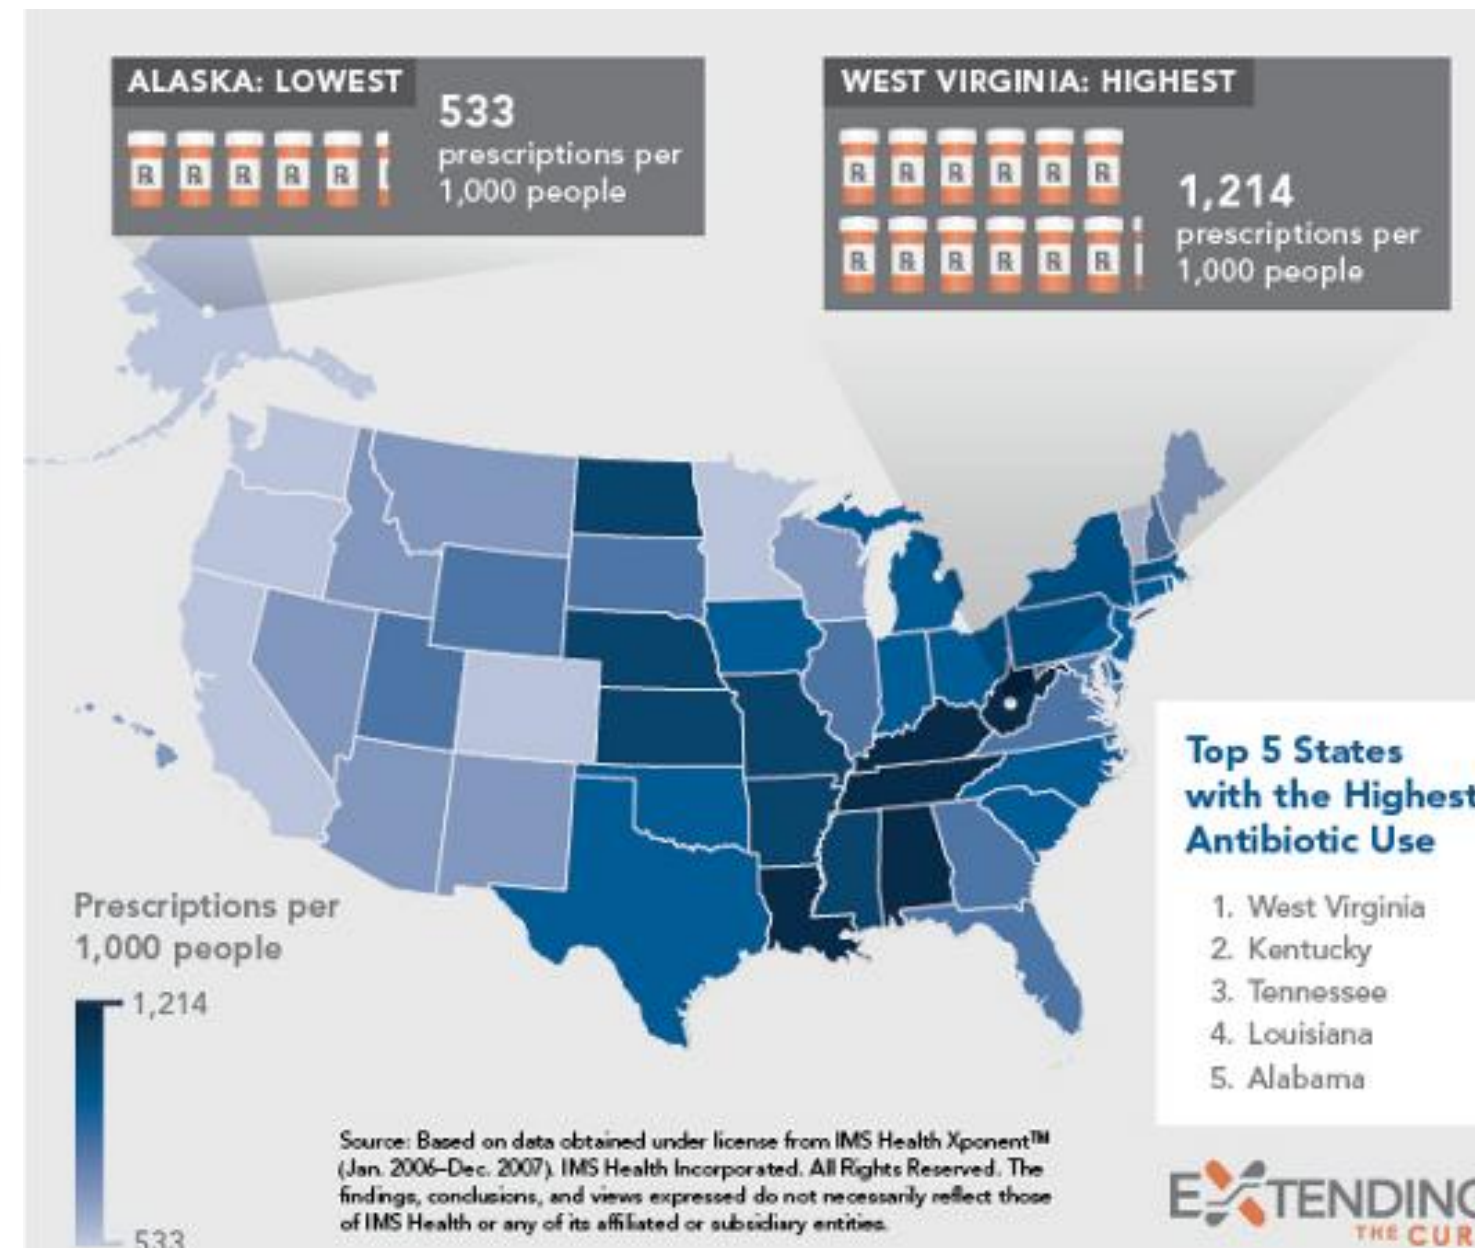 ALASKA: LOWEST
533
prescriptions per
1,000 people
WEST VIRGINIA: HIGHEST
1,214
prescriptions per
1,000 people
Top 5 States
with the Highest
Antibiotic Use
1. West Virginia
2. Kentucky
3. Tennessee
4. Louisiana
5. Alabama
Prescriptions per
1,000 people
1,214
533
Source: Based on data obtained under license from IMS Health Xponent™
(Jan. 2006–Dec. 2007). IMS Health Incorporated. All Rights Reserved. The
findings, conclusions, and views expressed do not necessarily reflect those
of IMS Health or any of its affiliated or subsidiary entities.
EXTENDING
THE CUR